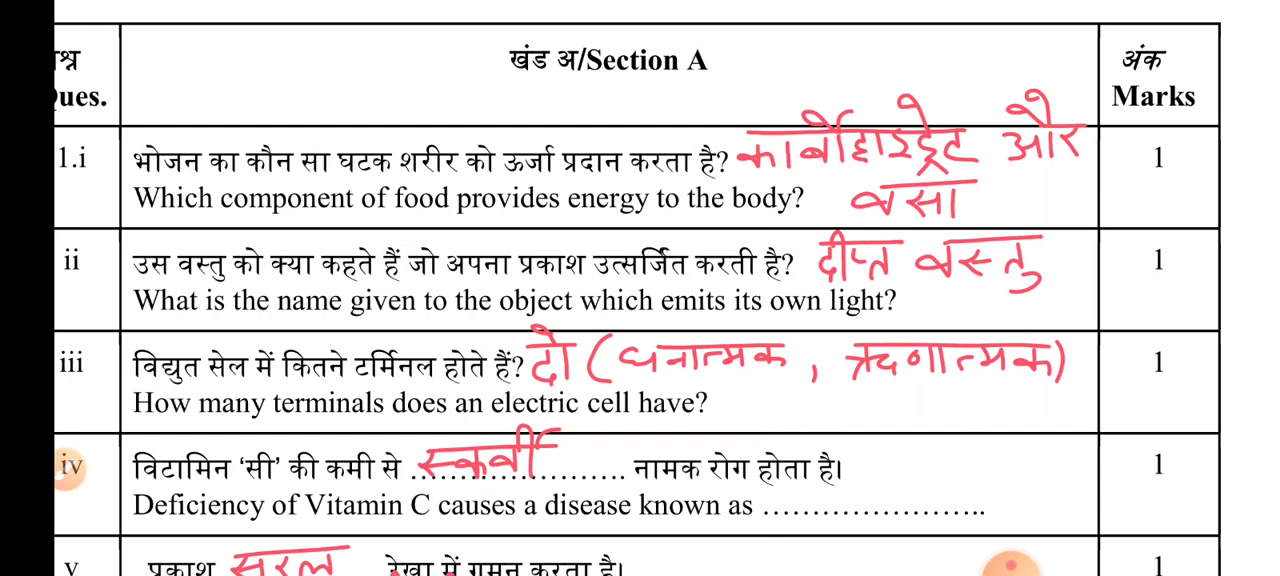 खंड अ/Section A
अंक
Marks
1.i
भोजन का कौन सा घटक शरीर को ऊर्जा प्रदान करता है? कार्बोहाइड्रेट और
Which component of food provides energy to the body? वसा
1
ii
उस वस्तु को क्या कहते हैं जो अपना प्रकाश उत्सर्जित करती है? दीप्त वस्तु
What is the name given to the object which emits its own light?
1
iii
विद्युत सेल में कितने टर्मिनल होते हैं? दो (धनात्मक, ऋणात्मक)
How many terminals does an electric cell have?
1
iv
विटामिन ‘सी’ की कमी से ...स्कर्वी... नामक रोग होता है।
Deficiency of Vitamin C causes a disease known as ……………………..
1
v
प्रकाश सरल रेखा में गमन करता है।
1